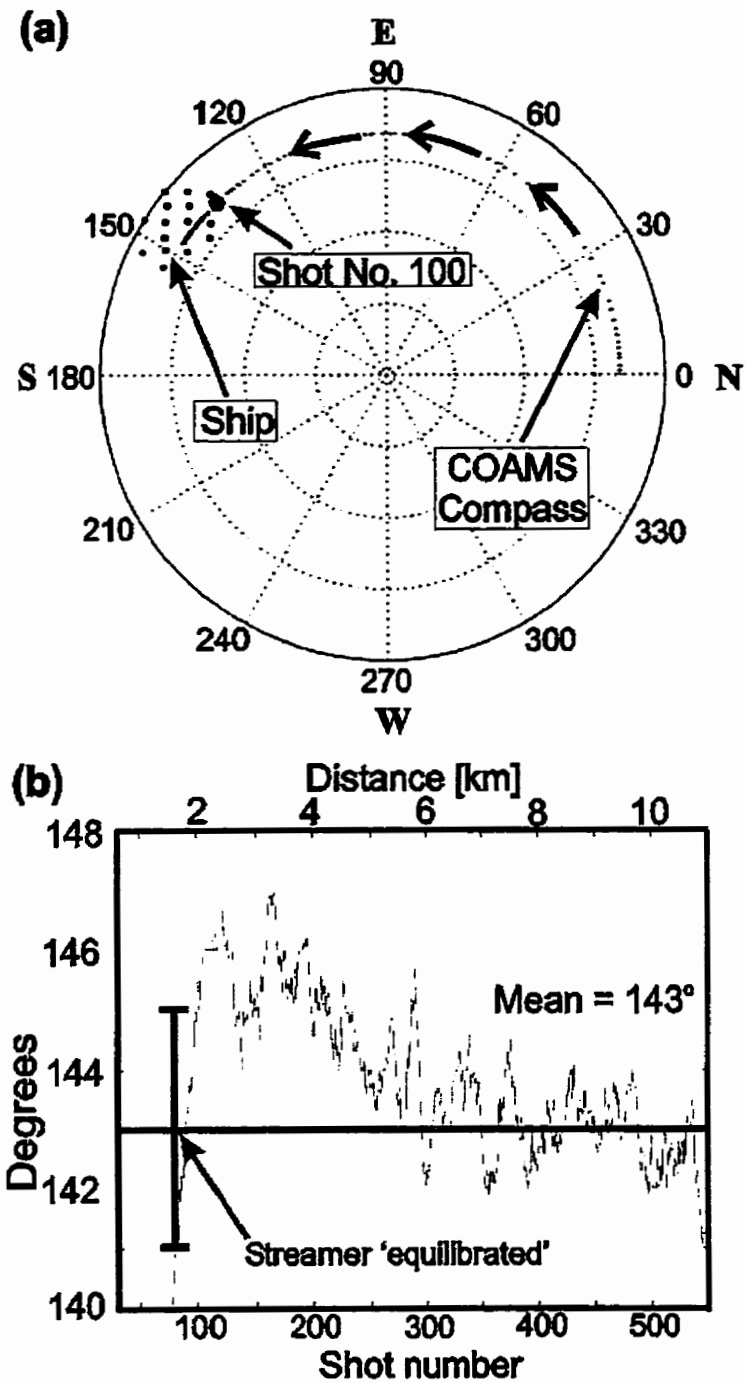 (a)
E
90
120
60
150
30
Shot No. 100
S 180
0 N
Ship
COAMS
Compass
210
330
240
300
270
W
(b)
Distance [km]
2 4 6 8 10
148
146
Mean = 143°
144
Degrees
142
Streamer 'equilibrated'
140
100 200 300 400 500
Shot number